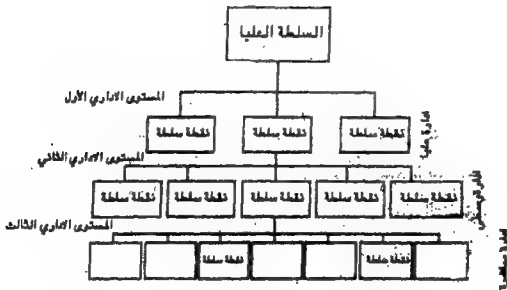 السلطة العليا
المستوى الاداري الأول
نقطة سلطة
نقطة سلطة
نقطة سلطة
ادارة عليا
المستوى الاداري الثاني
نقطة سلطة
نقطة سلطة
نقطة سلطة
نقطة سلطة
نقطة سلطة
المستوى الاداري الثالث
نقطة سلطة
نقطة سلطة